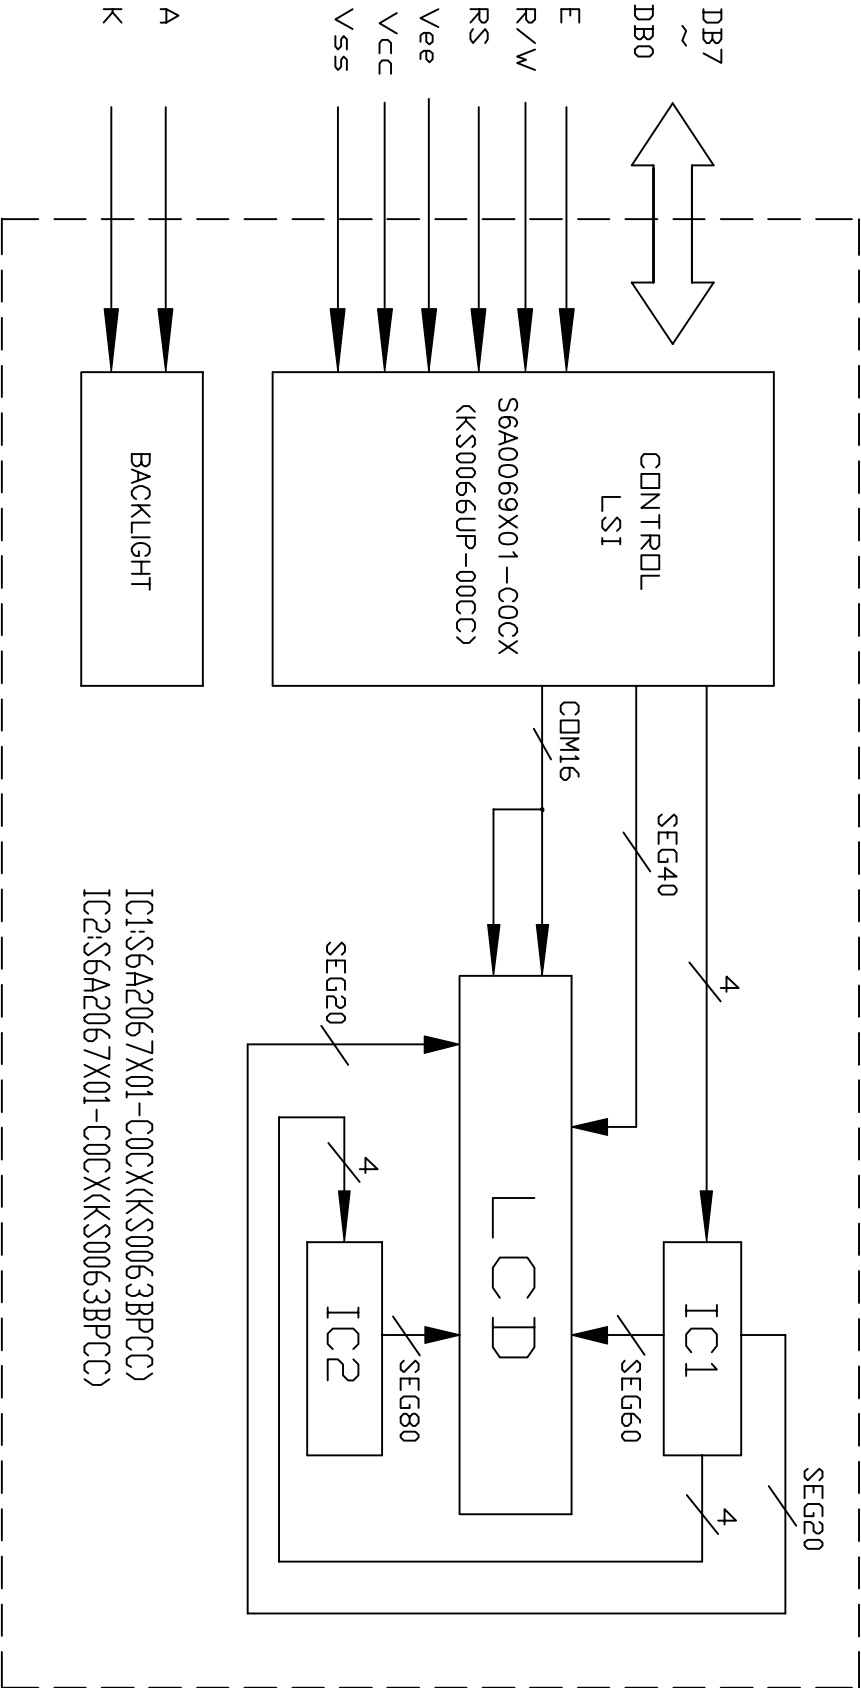 DB7
~
DB0
E
R/W
RS
Vee
Vcc
Vss
A
K
CONTROL
LSI
S6A0069X01-C0CX
(KS0066UP-00CC)
BACKLIGHT
COM16
SEG40
4
SEG20
4
LCD
IC1
IC2
SEG60
SEG80
SEG20
4
IC1:S6A2067X01-C0CX(KS0063BPCC)
IC2:S6A2067X01-C0CX(KS0063BPCC)